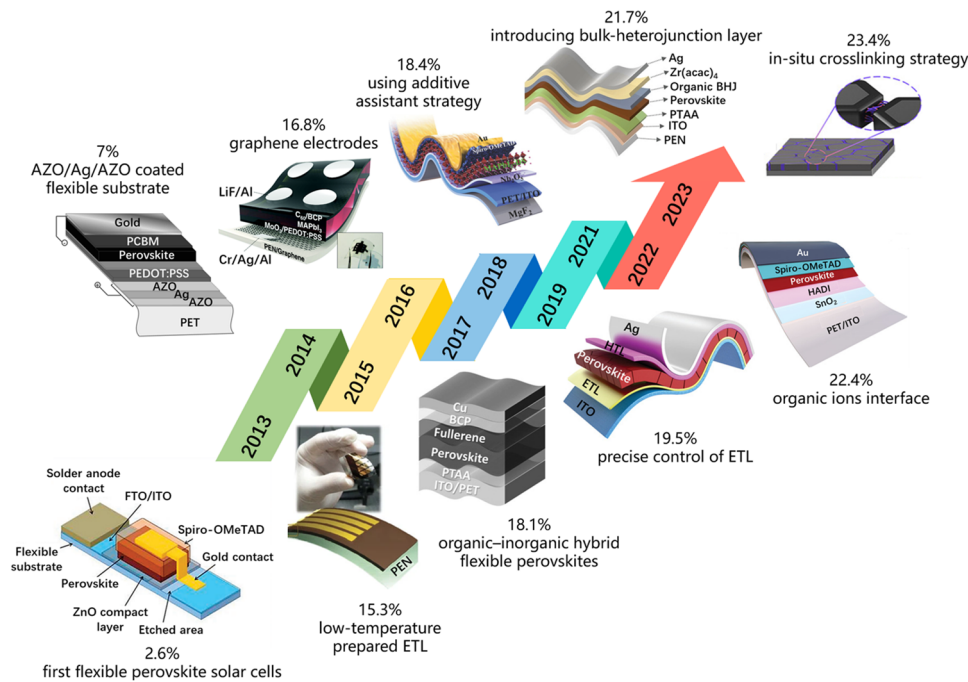 21.7%
introducing bulk-heterojunction layer
Ag
Zr(acac)₄
Organic BHJ
Perovskite
PTAA
ITO
PEN
23.4%
in-situ crosslinking strategy
18.4%
using additive
assistant strategy
Au
Spiro-OMeTAD
MAPbI₃
Nb₂O₅
PET/ITO
MgF₂
16.8%
graphene electrodes
LiF/Al
C₆₀/BCP
MAPbI₃
MoO₃/PEDOT:PSS
PEN/Graphene
Cr/Ag/Al
7%
AZO/Ag/AZO coated
flexible substrate
Gold
PCBM
Perovskite
PEDOT:PSS
AZO
Ag
AZO
PET
2013
2014
2015
2016
2017
2018
2019
2021
2022
2023
Au
Spiro-OMeTAD
Perovskite
HADI
SnO₂
PET/ITO
22.4%
organic ions interface
Ag
HTL
Perovskite
ETL
ITO
19.5%
precise control of ETL
Cu
BCP
Fullerene
Perovskite
PTAA
ITO/PET
18.1%
organic–inorganic hybrid
flexible perovskites
PEN
15.3%
low-temperature
prepared ETL
Solder anode
contact
FTO/ITO
Spiro-OMeTAD
Gold contact
Flexible
substrate
Perovskite
ZnO compact
layer
Etched area
2.6%
first flexible perovskite solar cells